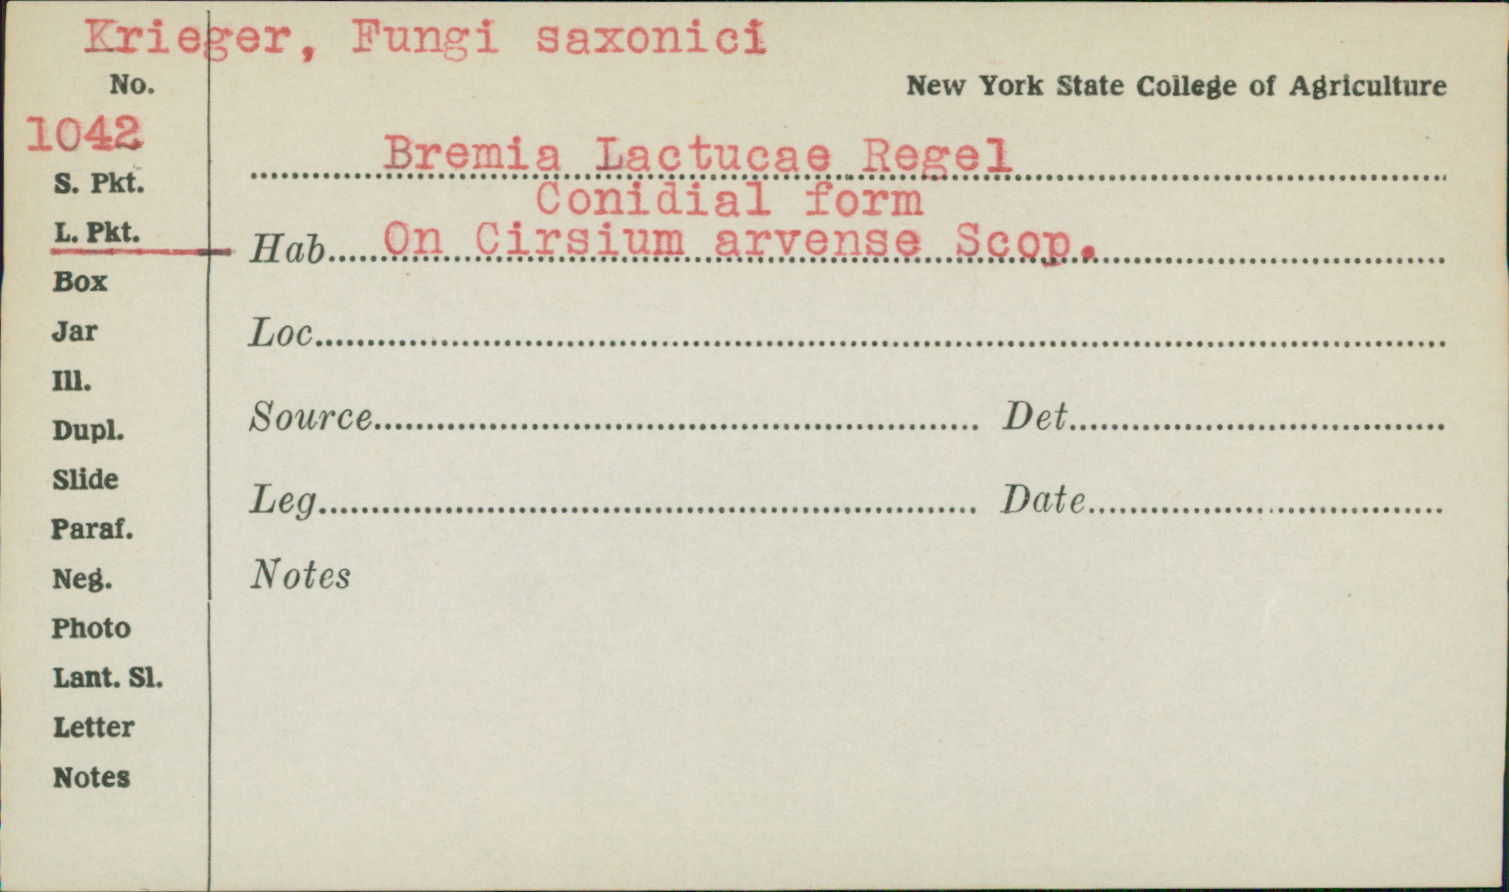 Krieger, Fungi saxonici
No.
New York State College of Agriculture
1042
Bremia Lactucae Regel
S. Pkt.
Conidial form
L. Pkt.
Hab. On Cirsium arvense Scop.
Box
Jar
Loc.
Ill.
Source Det.
Dupl.
Slide
Leg. Date
Paraf.
Neg.
Notes
Photo
Lant. Sl.
Letter
Notes